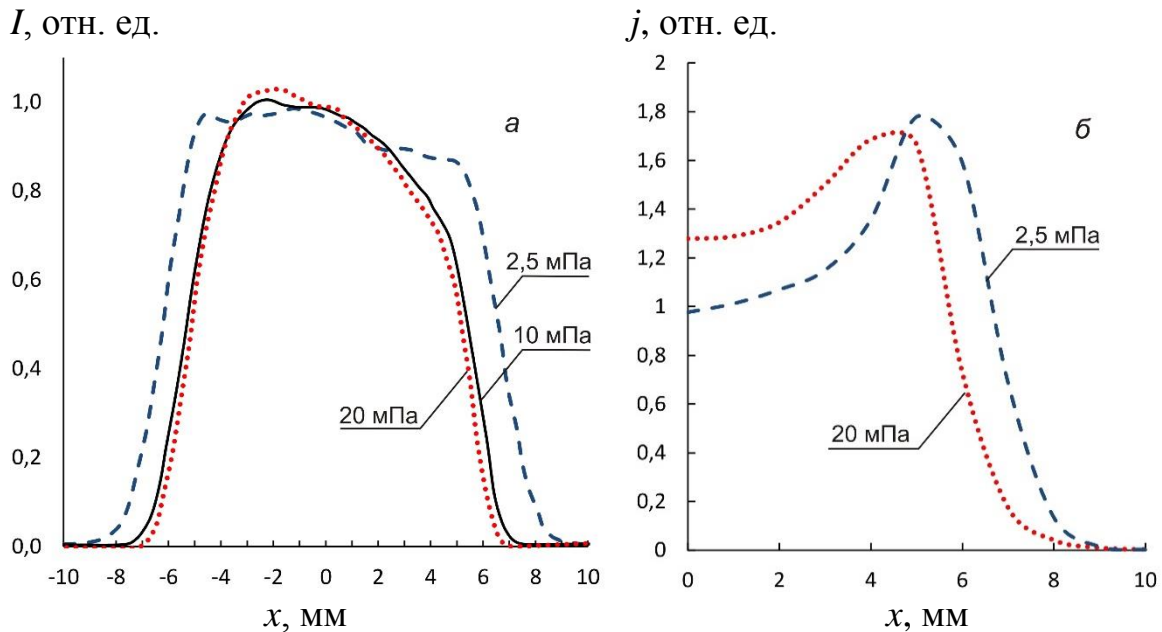 I, отн. ед.
1,0
0,8
0,6
0,4
0,2
0,0
-10 -8 -6 -4 -2 0 2 4 6 8 10
x, мм
а
2,5 мПа
10 мПа
20 мПа
j, отн. ед.
2
1,8
1,6
1,4
1,2
1
0,8
0,6
0,4
0,2
0
0 2 4 6 8 10
x, мм
б
2,5 мПа
20 мПа